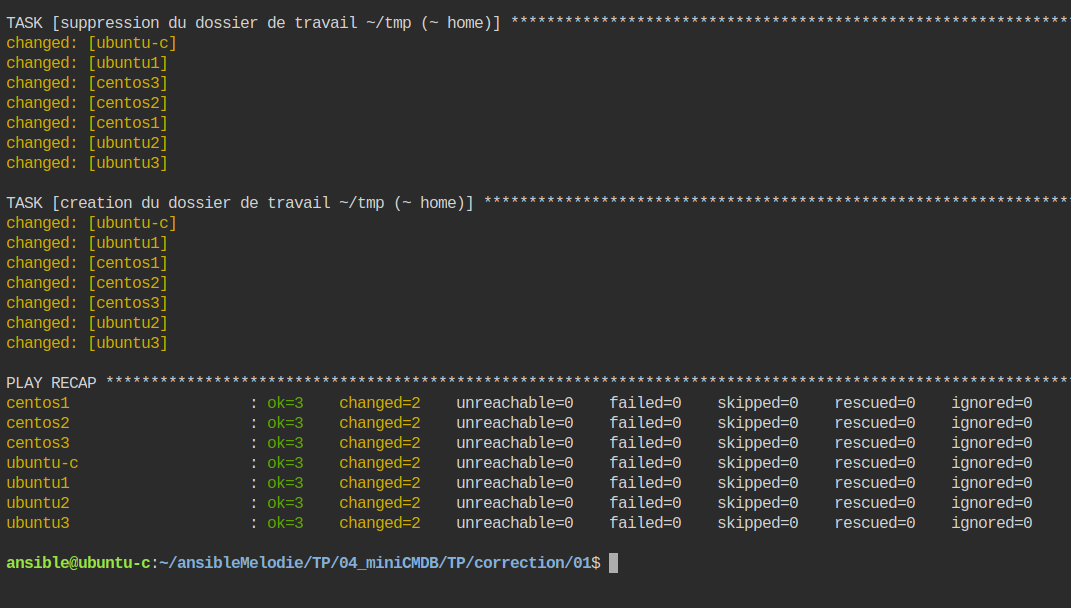 TASK [suppression du dossier de travail ~/tmp (~ home)] **************************************************************
changed: [ubuntu-c]
changed: [ubuntu1]
changed: [centos3]
changed: [centos2]
changed: [centos1]
changed: [ubuntu2]
changed: [ubuntu3]
TASK [creation du dossier de travail ~/tmp (~ home)] *****************************************************************
changed: [ubuntu-c]
changed: [ubuntu1]
changed: [centos1]
changed: [centos2]
changed: [centos3]
changed: [ubuntu2]
changed: [ubuntu3]
PLAY RECAP ***********************************************************************************************************
centos1                    : ok=3    changed=2    unreachable=0    failed=0    skipped=0    rescued=0    ignored=0
centos2                    : ok=3    changed=2    unreachable=0    failed=0    skipped=0    rescued=0    ignored=0
centos3                    : ok=3    changed=2    unreachable=0    failed=0    skipped=0    rescued=0    ignored=0
ubuntu-c                   : ok=3    changed=2    unreachable=0    failed=0    skipped=0    rescued=0    ignored=0
ubuntu1                    : ok=3    changed=2    unreachable=0    failed=0    skipped=0    rescued=0    ignored=0
ubuntu2                    : ok=3    changed=2    unreachable=0    failed=0    skipped=0    rescued=0    ignored=0
ubuntu3                    : ok=3    changed=2    unreachable=0    failed=0    skipped=0    rescued=0    ignored=0
ansible@ubuntu-c:~/ansibleMelodie/TP/04_miniCMDB/TP/correction/01$